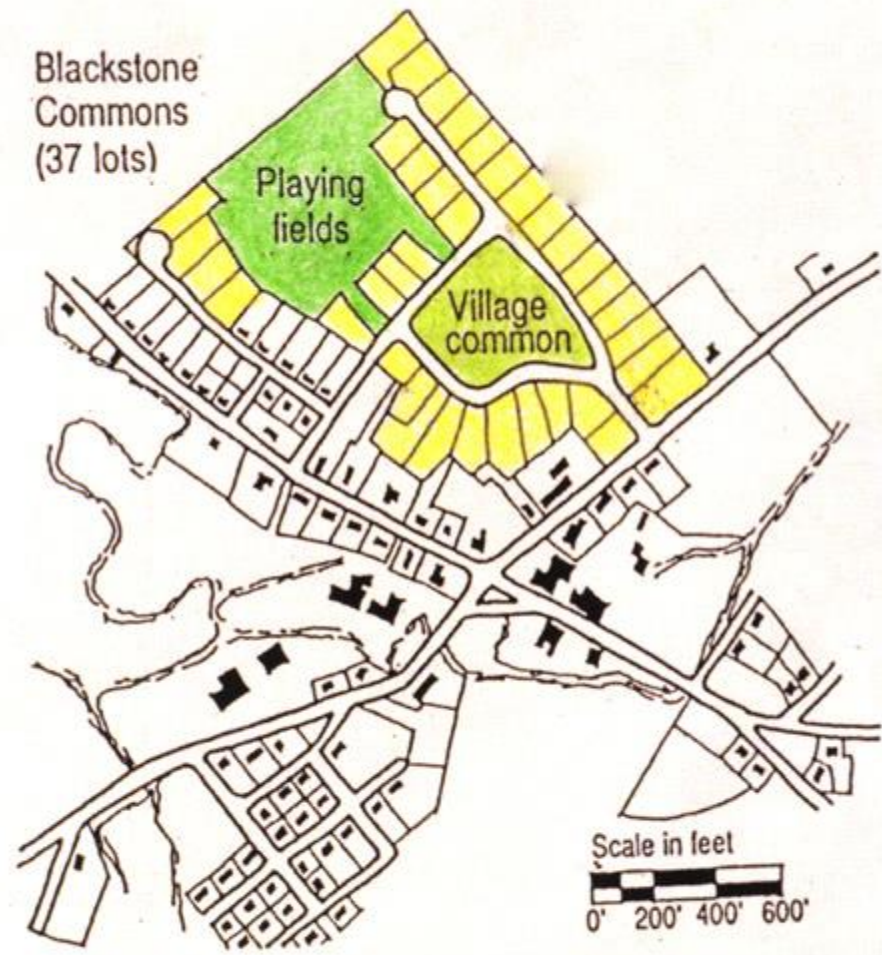 Blackstone
Commons
(37 lots)
Playing
fields
Village
common
Scale in feet
0' 200' 400' 600'